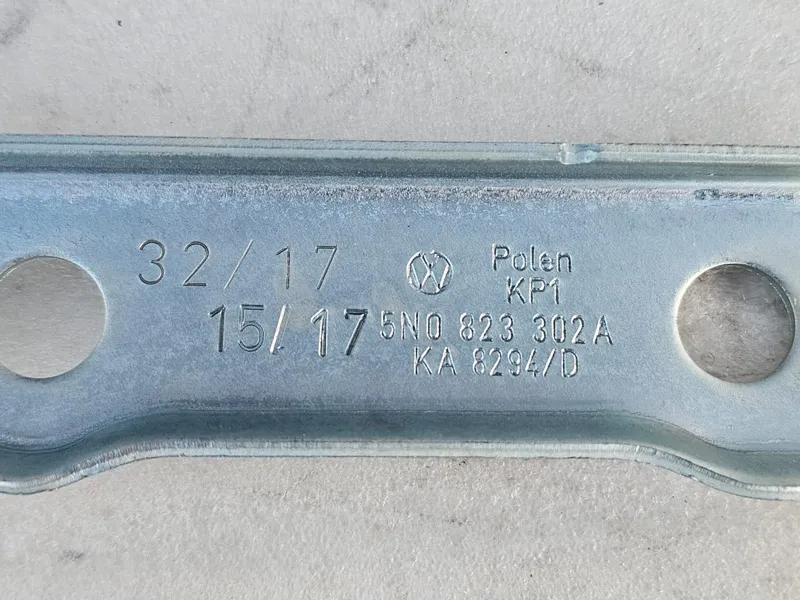 32/17
15/17
Polen
KP1
5N0 823 302A
KA 8294/D